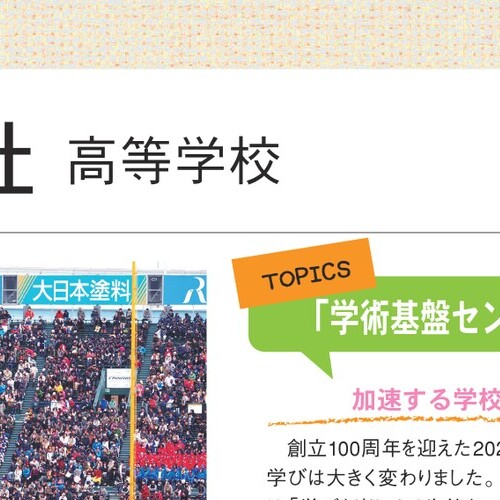 社 高等学校
大日本塗料
TOPICS
「学術基盤セン
加速する学校
創立100周年を迎えた202
学びは大きく変わりました。